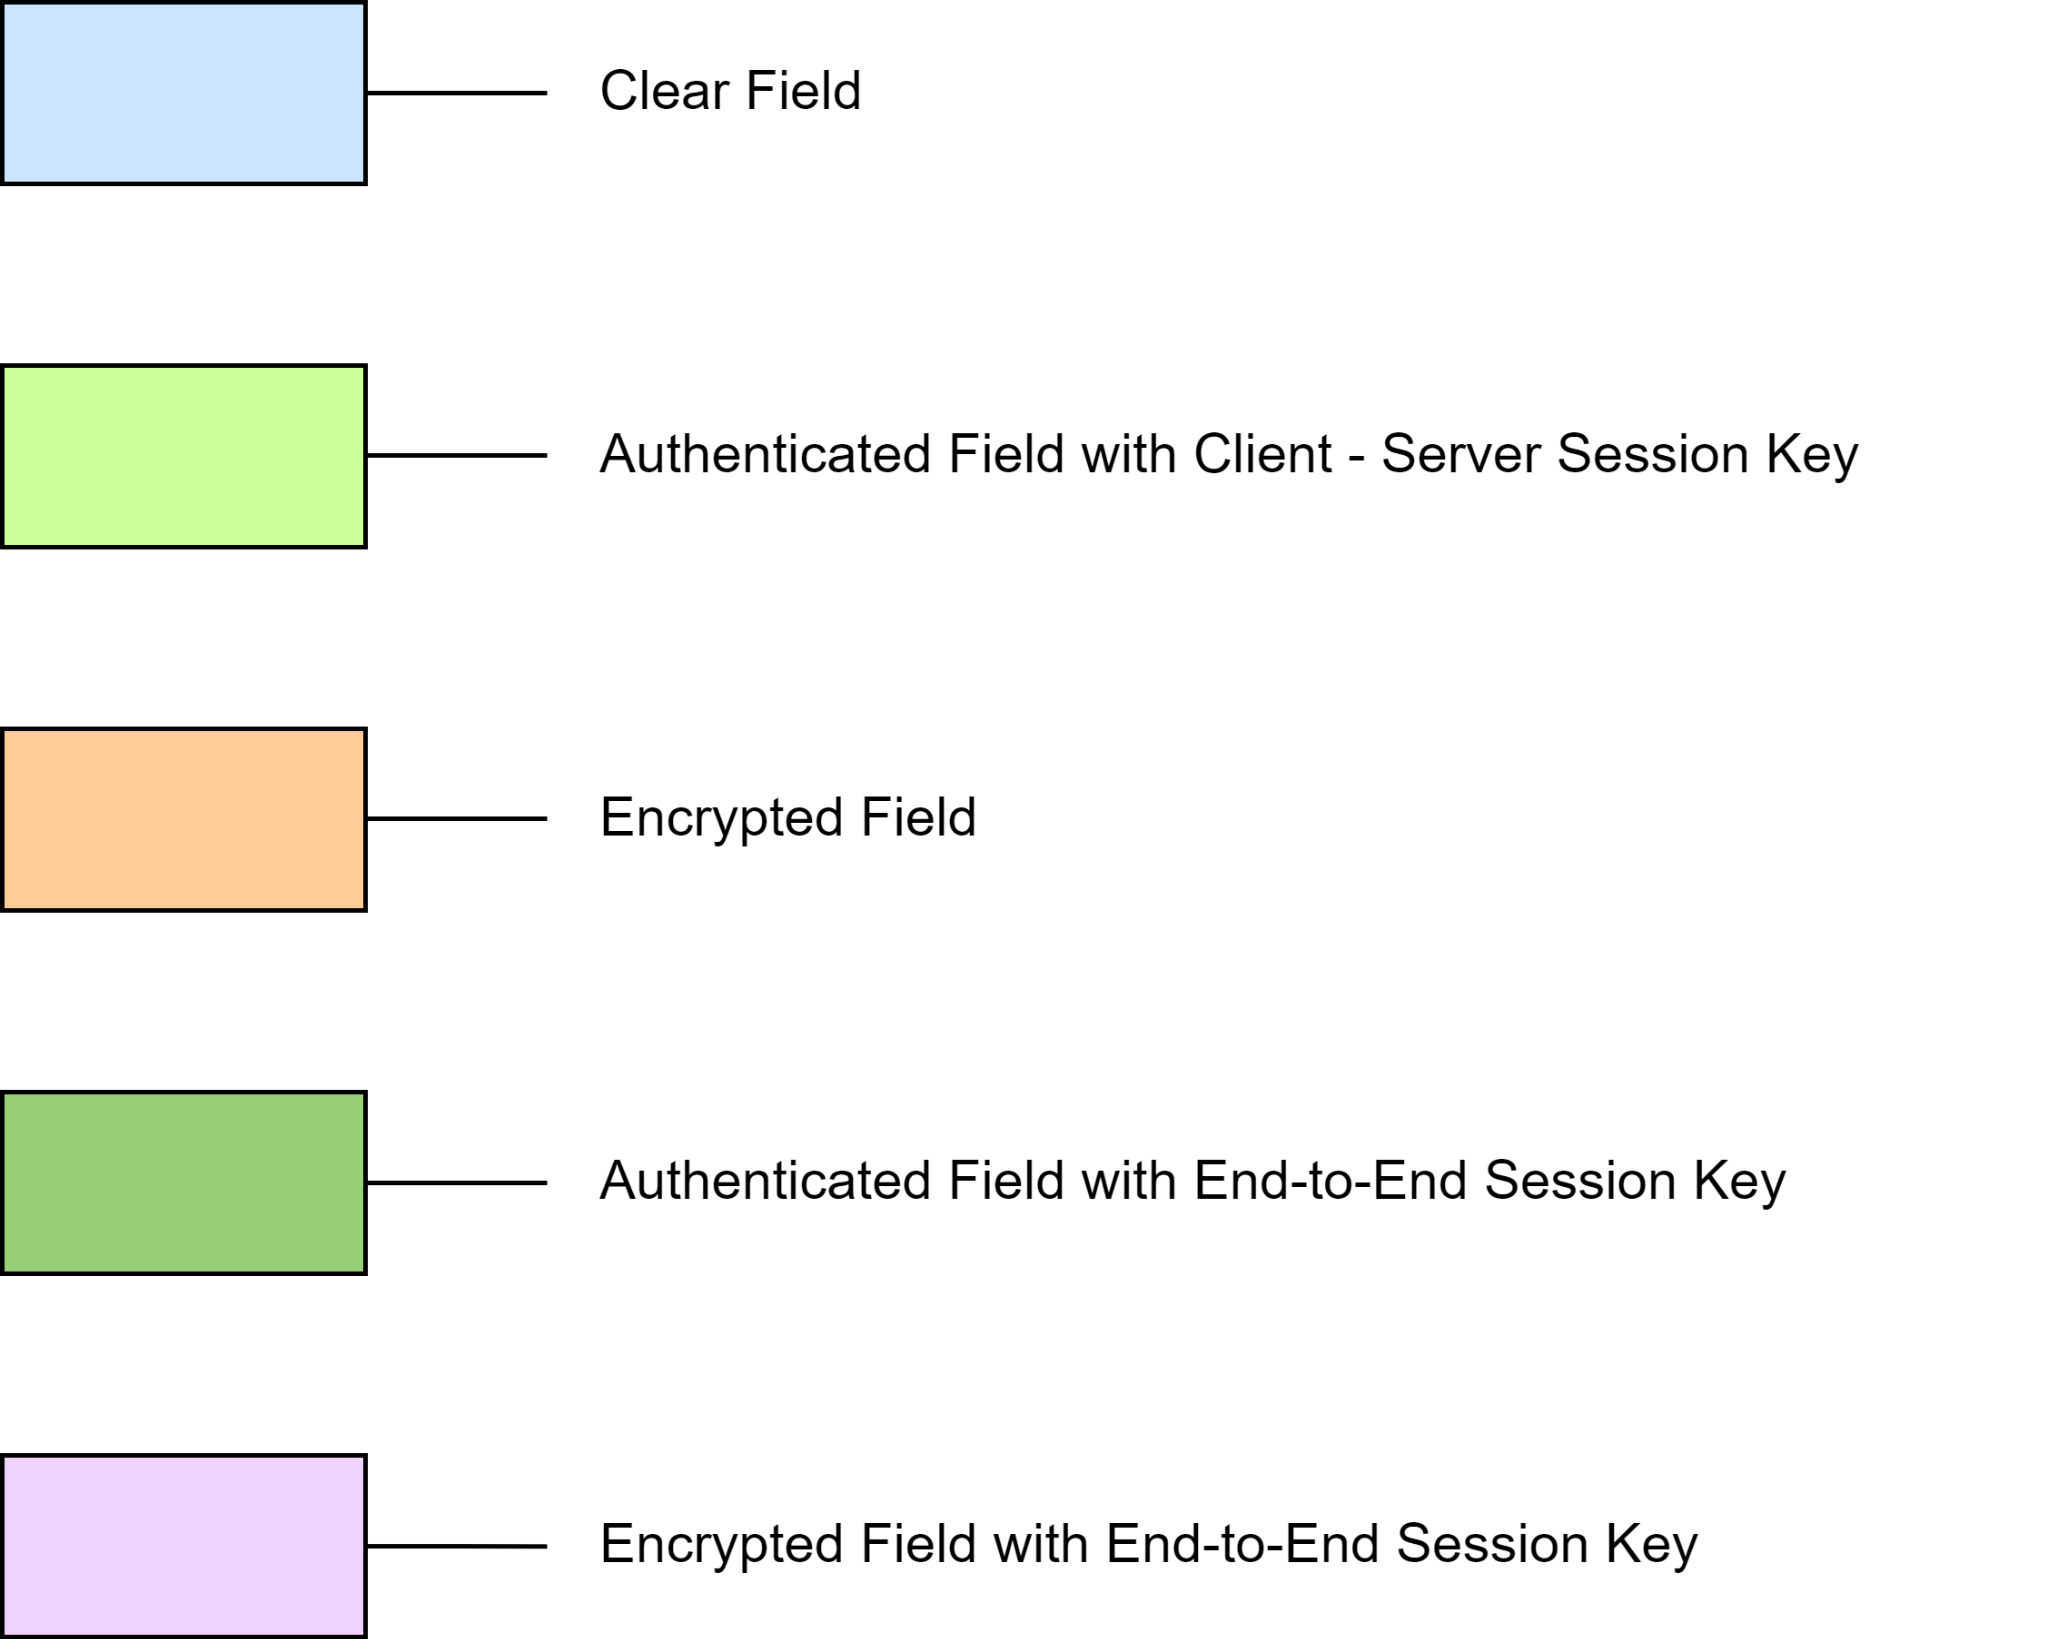 Clear Field
Authenticated Field with Client - Server Session Key
Encrypted Field
Authenticated Field with End-to-End Session Key
Encrypted Field with End-to-End Session Key